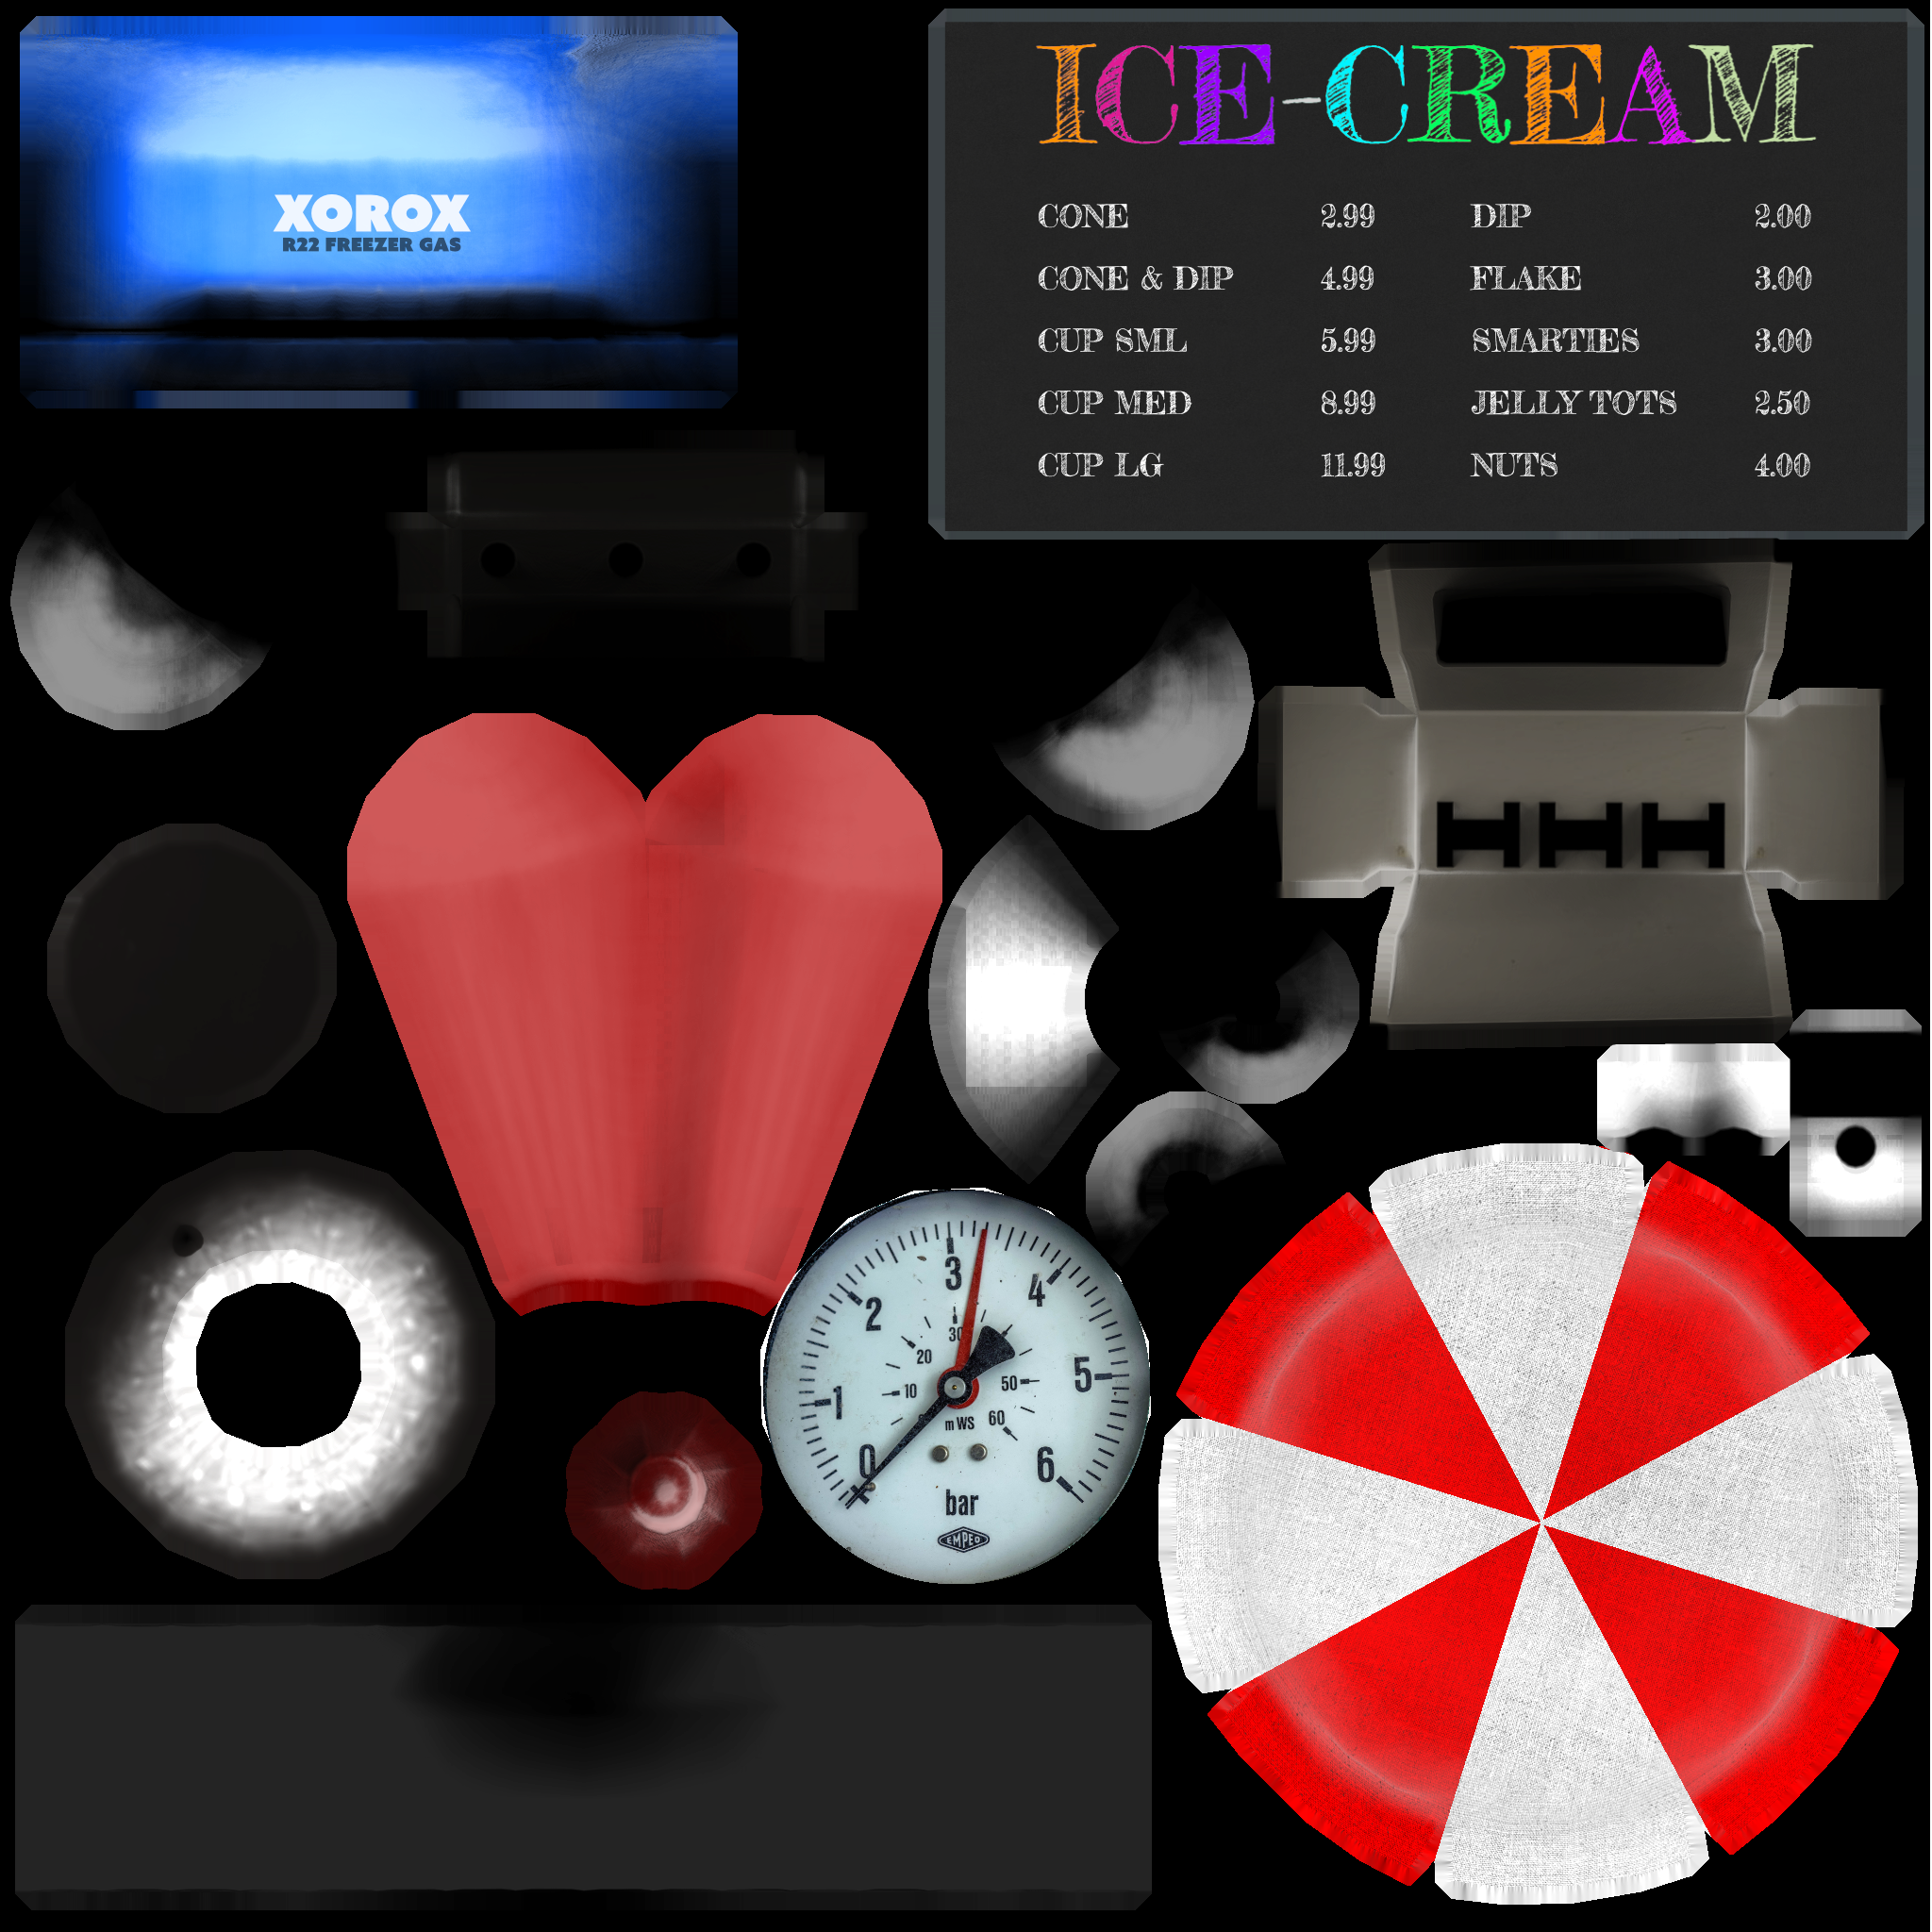 XOROX
R22 FREEZER GAS
ICE-CREAM
CONE 2.99 DIP 2.00
CONE & DIP 4.99 FLAKE 3.00
CUP SML 5.99 SMARTIES 3.00
CUP MED 8.99 JELLY TOTS 2.50
CUP LG 11.99 NUTS 4.00
0 1 2 3 4 5 6
10 20 30 50 60
m WS
bar
EMPEO